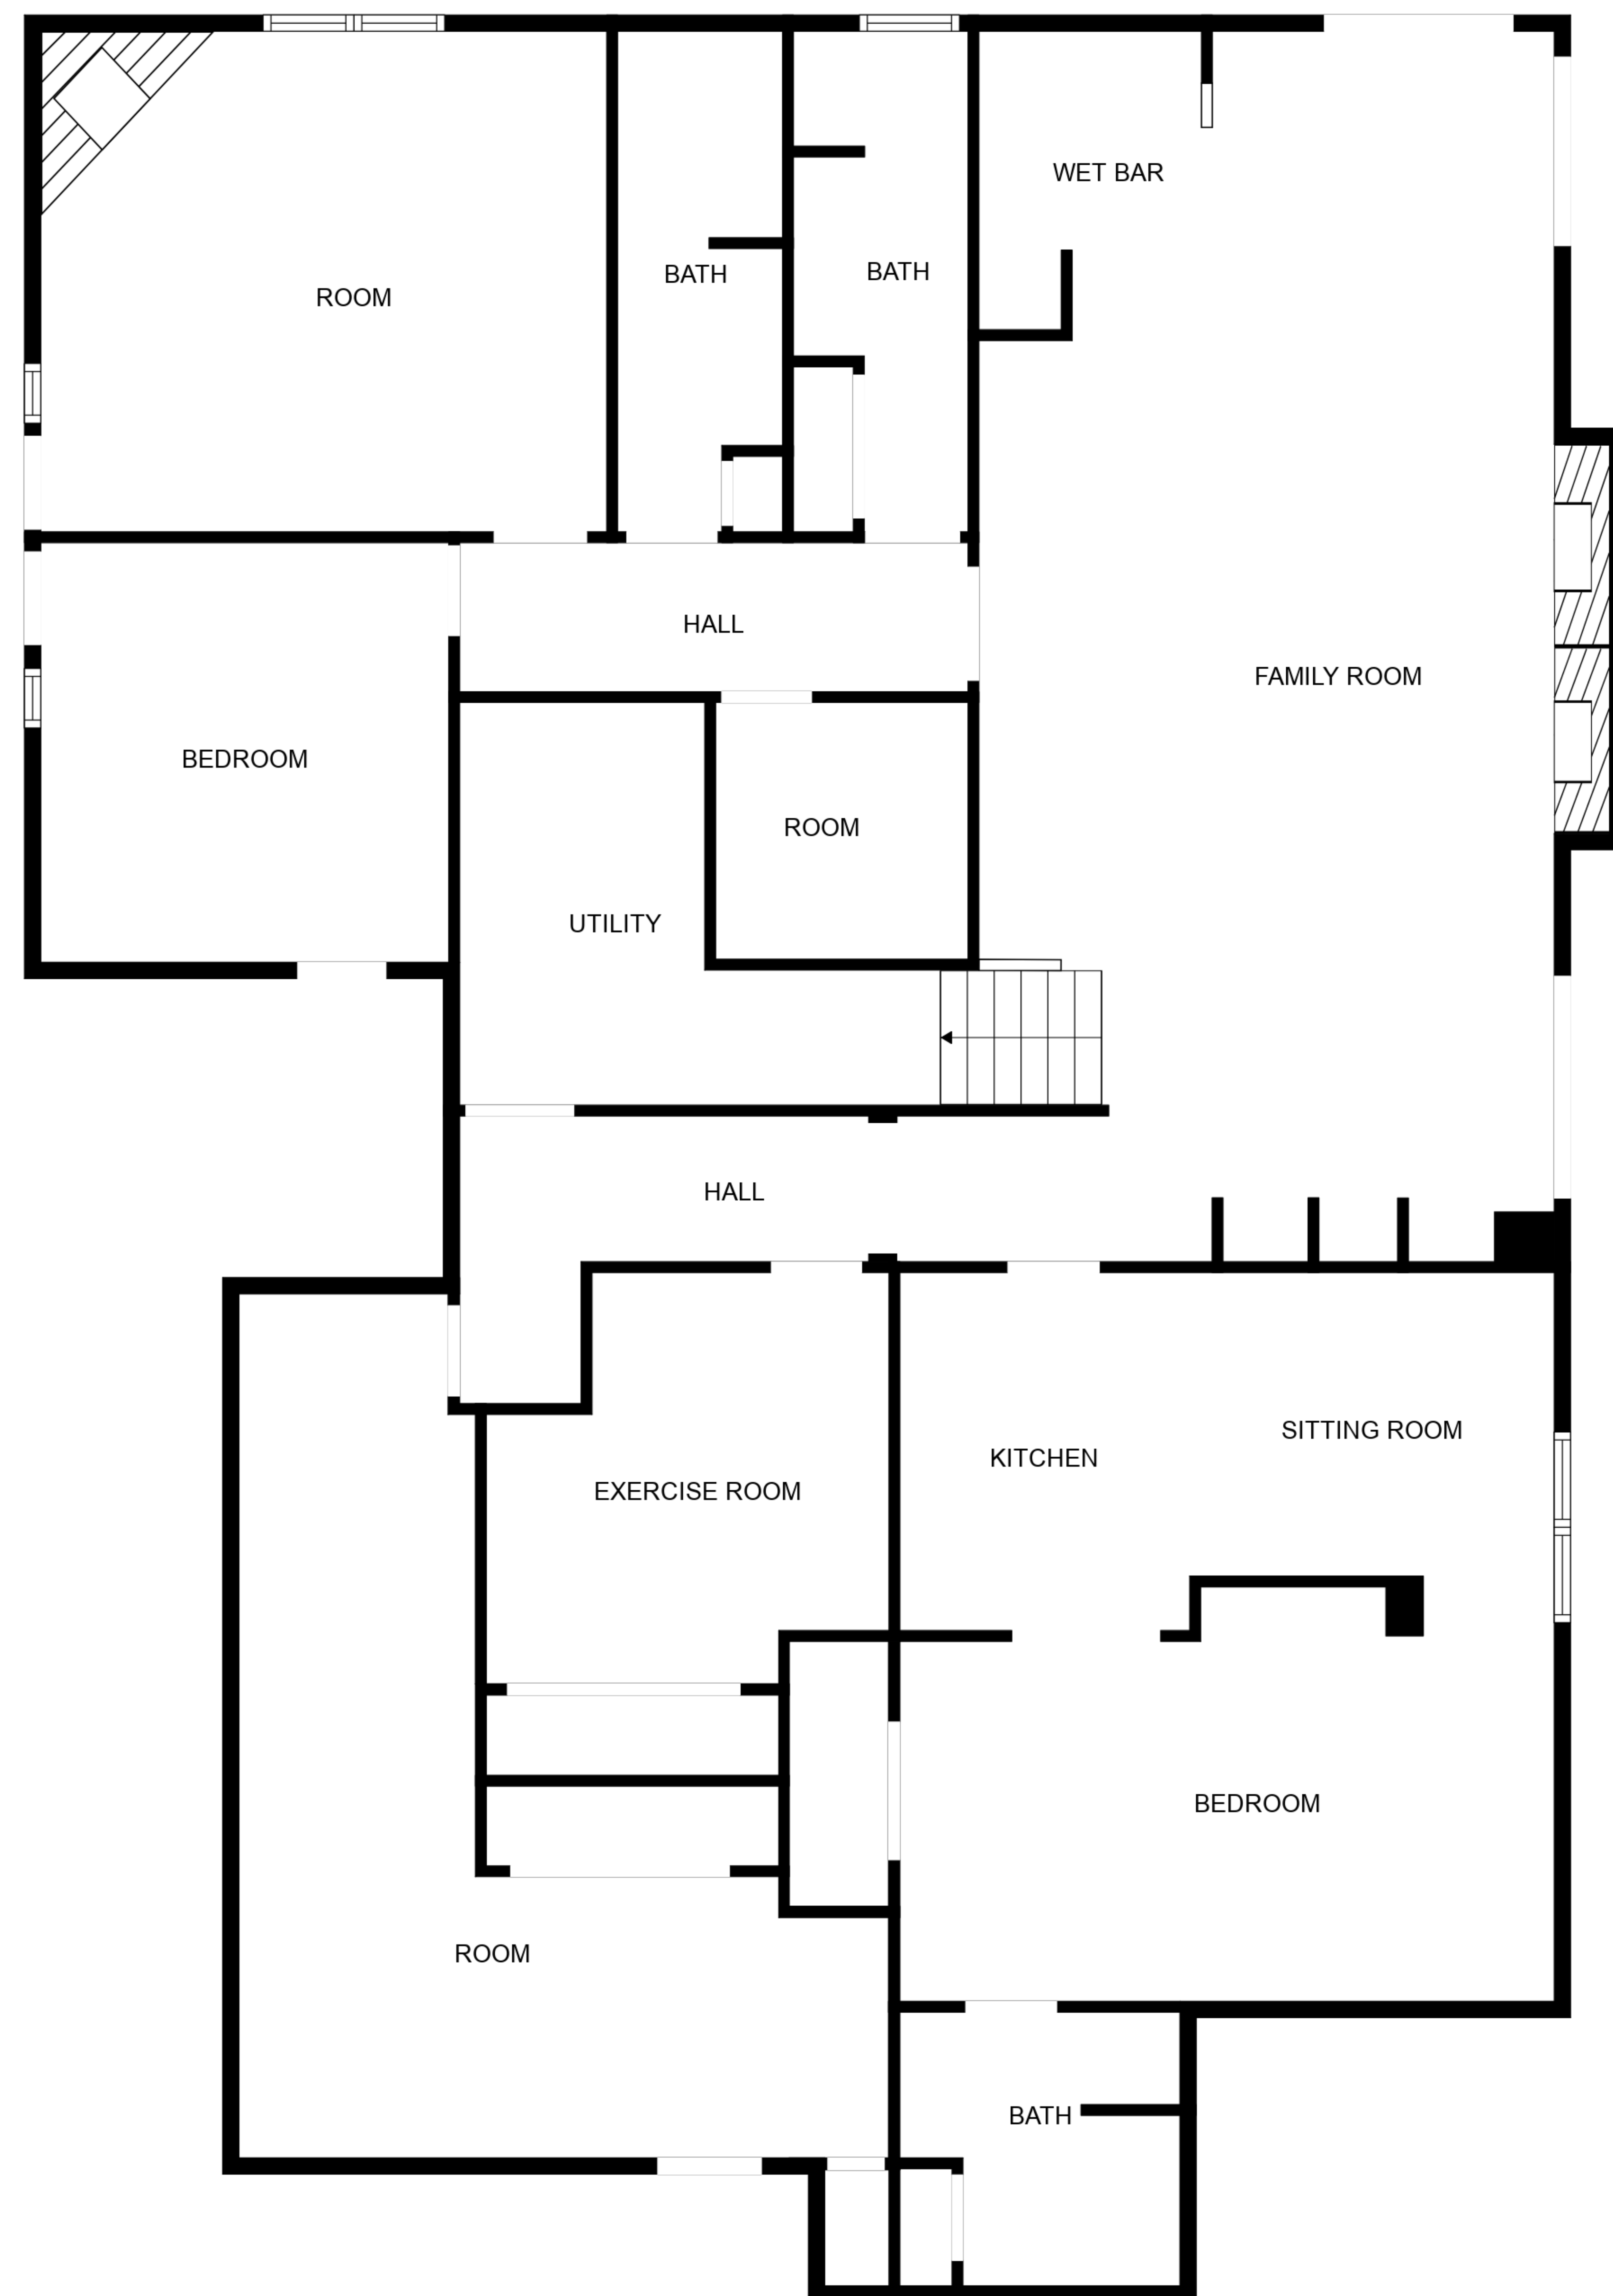 WET BAR
BATH
BATH
ROOM
HALL
FAMILY ROOM
BEDROOM
ROOM
UTILITY
HALL
SITTING ROOM
KITCHEN
EXERCISE ROOM
BEDROOM
ROOM
BATH